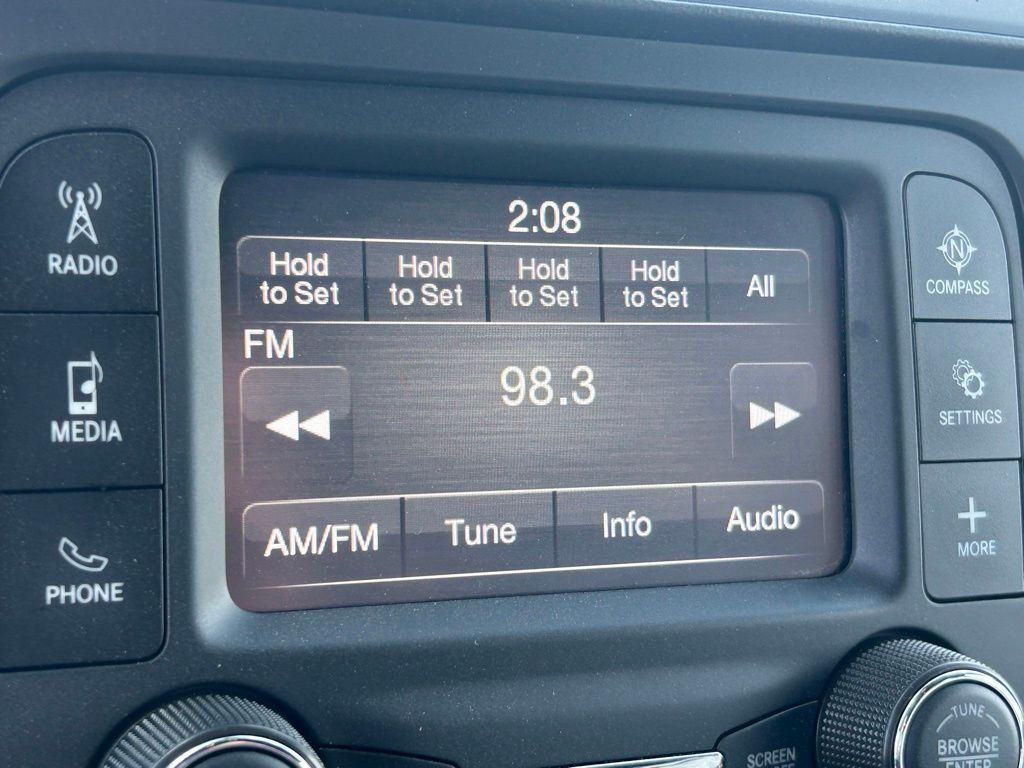 2:08
Hold to Set
Hold to Set
Hold to Set
Hold to Set
All
FM
98.3
AM/FM
Tune
Info
Audio
RADIO
MEDIA
PHONE
N
COMPASS
SETTINGS
MORE
TUNE
BROWSE
ENTER
SCREEN